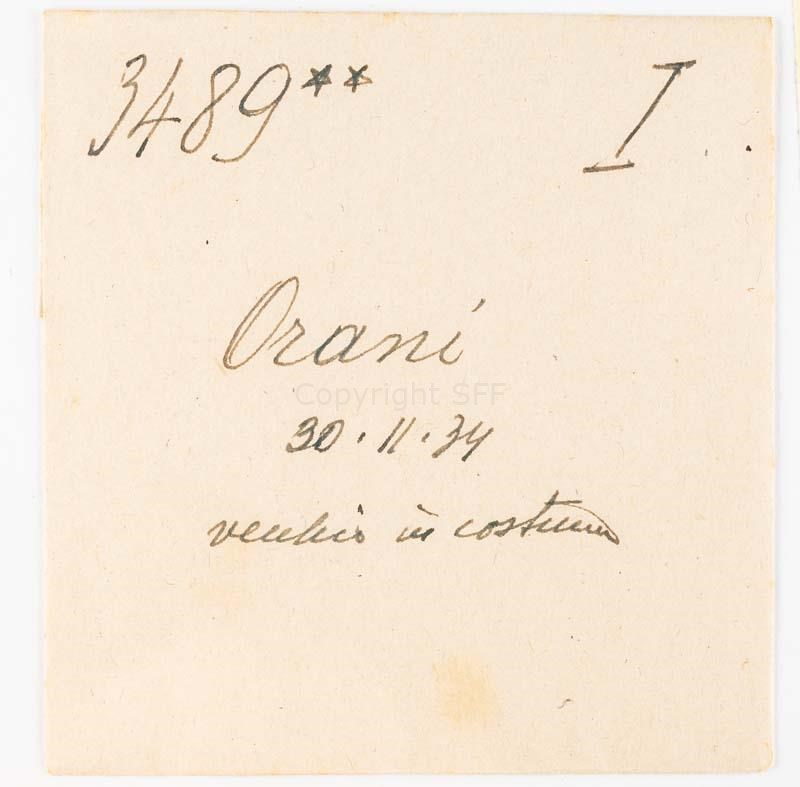 3489** I
Orani
Copyright SFF
30.11.34
vecchio in costume